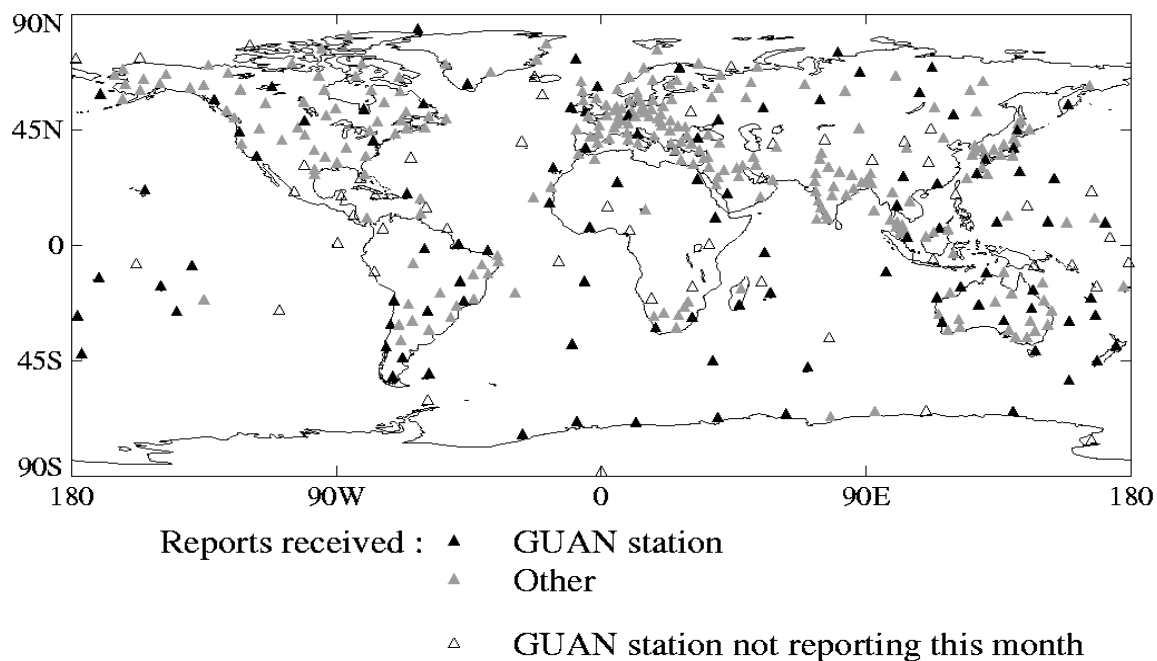 90N
45N
0
45S
90S
180 90W 0 90E 180
Reports received : GUAN station
Other
GUAN station not reporting this month